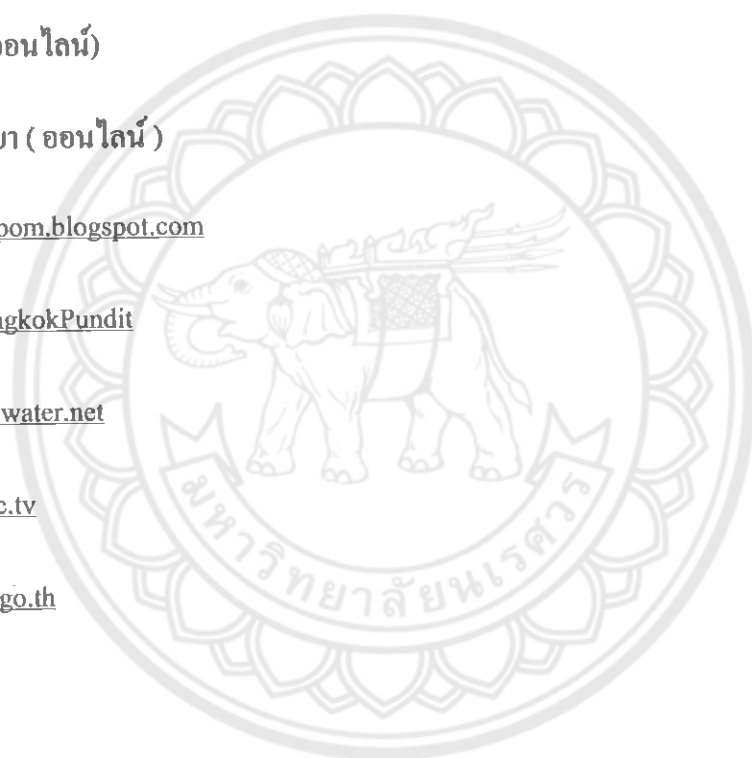 ออนไลน์)
ยา ( ออนไลน์ )
oom.blogspot.com
ngkokPundit
water.net
c.tv
go.th
มหาวิทยาลัยนเรศวร